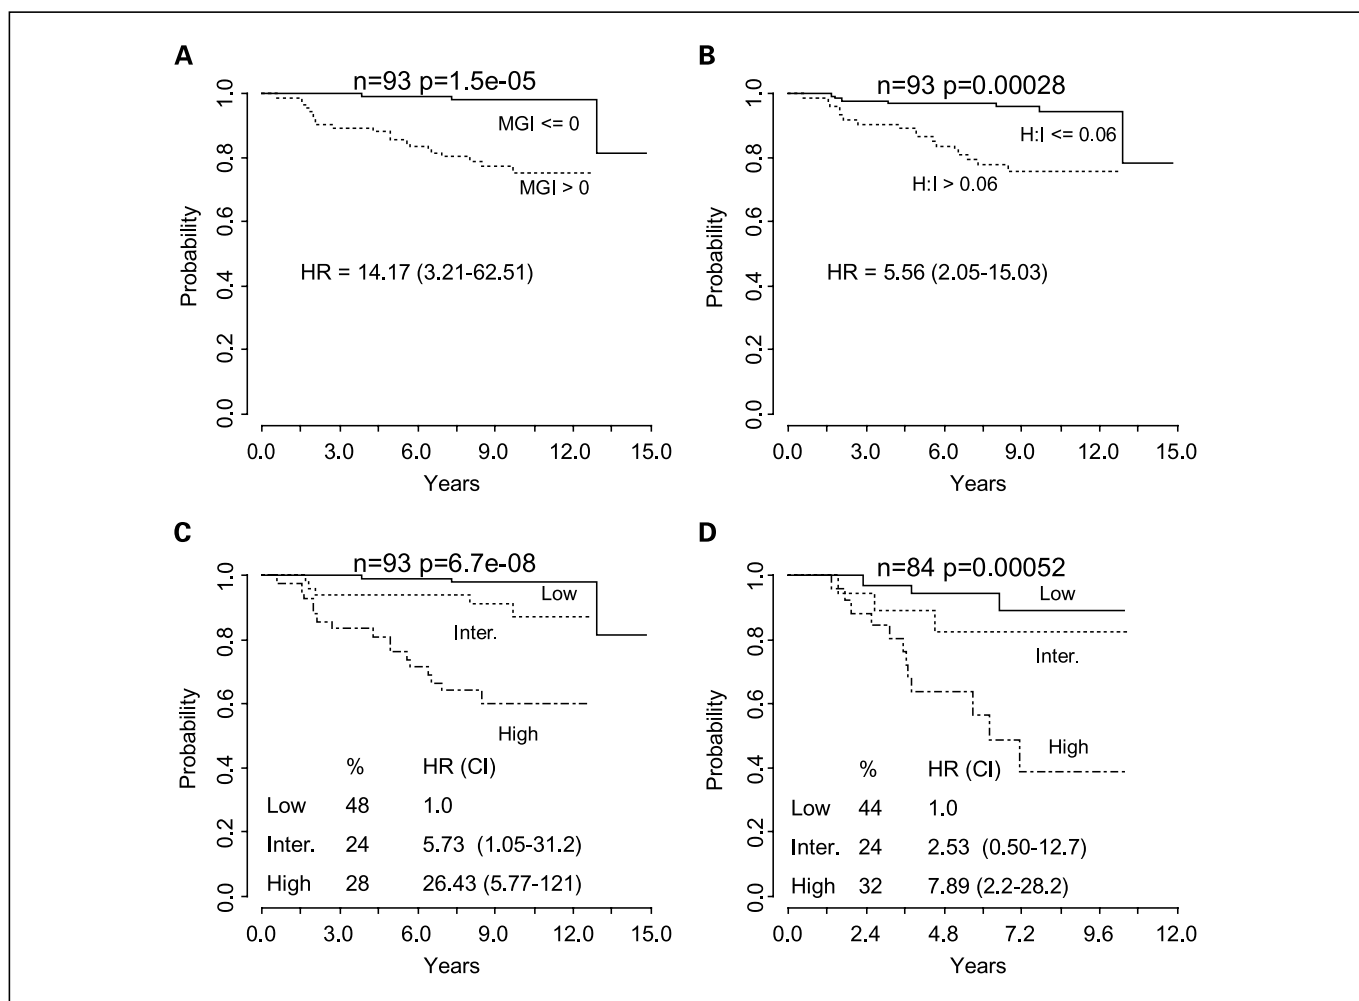 A
n=93 p=1.5e-05
MGI <= 0
MGI > 0
HR = 14.17 (3.21-62.51)
Probability
0.0 0.2 0.4 0.6 0.8 1.0
0.0 3.0 6.0 9.0 12.0 15.0
Years
B
n=93 p=0.00028
H:I <= 0.06
H:I > 0.06
HR = 5.56 (2.05-15.03)
Probability
0.0 0.2 0.4 0.6 0.8 1.0
0.0 3.0 6.0 9.0 12.0 15.0
Years
C
n=93 p=6.7e-08
Low
Inter.
High
% HR (CI)
Low 48 1.0
Inter. 24 5.73 (1.05-31.2)
High 28 26.43 (5.77-121)
Probability
0.0 0.2 0.4 0.6 0.8 1.0
0.0 3.0 6.0 9.0 12.0 15.0
Years
D
n=84 p=0.00052
Low
Inter.
High
% HR (CI)
Low 44 1.0
Inter. 24 2.53 (0.50-12.7)
High 32 7.89 (2.2-28.2)
Probability
0.0 0.2 0.4 0.6 0.8 1.0
0.0 2.4 4.8 7.2 9.6 12.0
Years